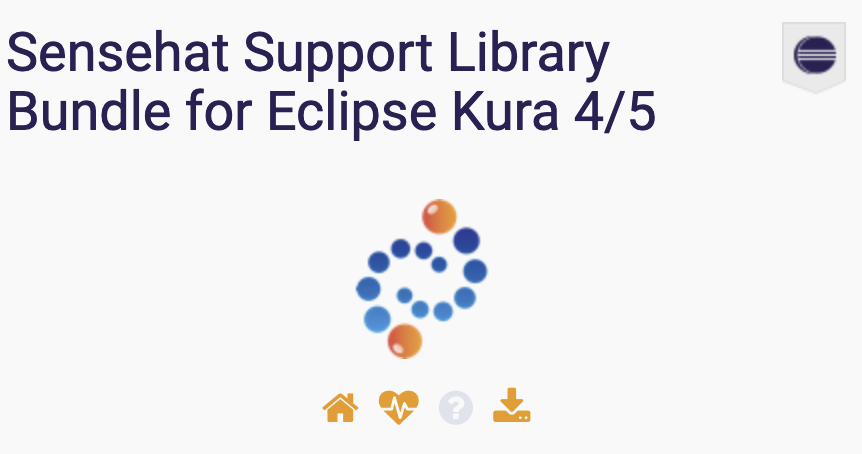 Sensehat Support Library
Bundle for Eclipse Kura 4/5
?